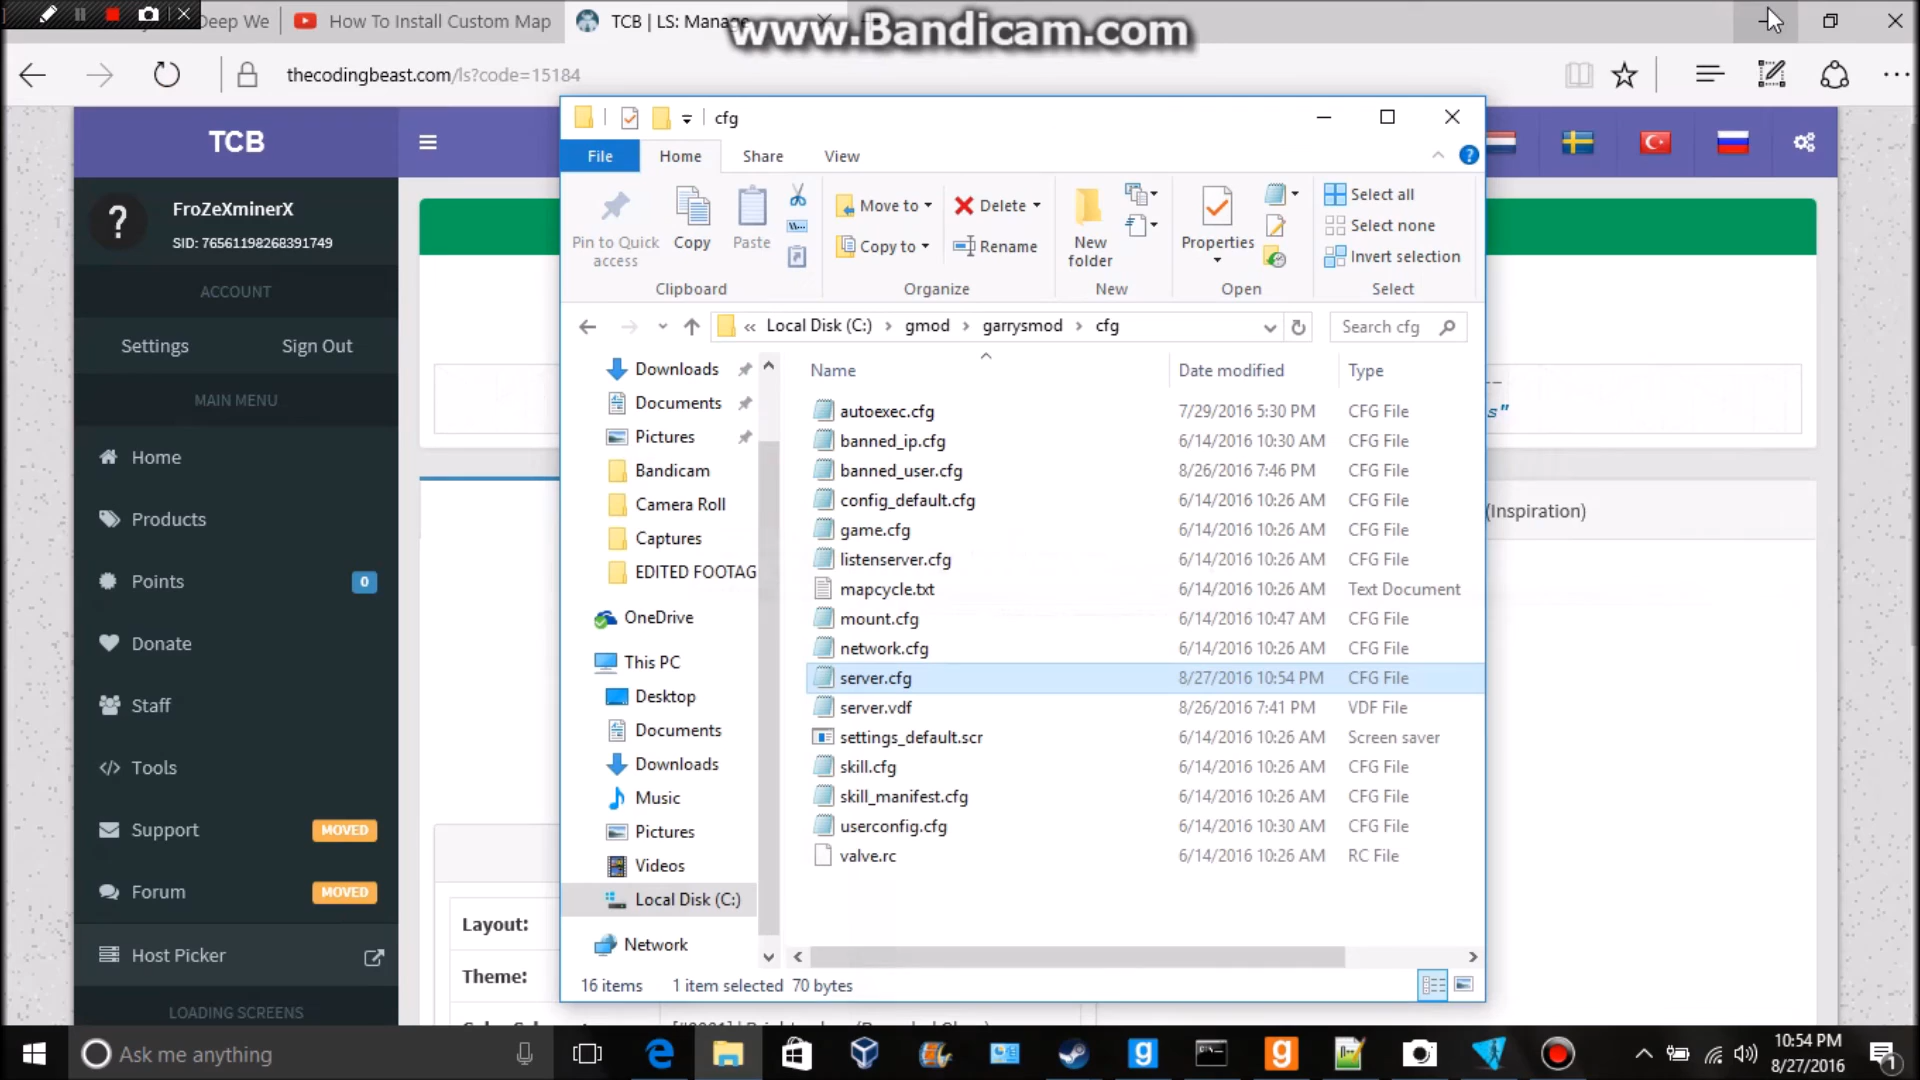 Deep We
How To Install Custom Map
TCB | LS: Manage
www.Bandicam.com
thecodingbeast.com/ls?code=15184
TCB
FroZeXminerX
SID: 76561198268391749
ACCOUNT
Settings
Sign Out
MAIN MENU
Home
Products
Points
0
Donate
Staff
Tools
Support
MOVED
Forum
MOVED
Host Picker
LOADING SCREENS
cfg
File
Home
Share
View
Pin to Quick access
Copy
Paste
Move to
Copy to
Delete
Rename
New folder
Properties
Select all
Select none
Invert selection
Clipboard
Organize
New
Open
Select
« Local Disk (C:) > gmod > garrysmod > cfg
Search cfg
Downloads
Documents
Pictures
Bandicam
Camera Roll
Captures
EDITED FOOTAG
OneDrive
This PC
Desktop
Documents
Downloads
Music
Pictures
Videos
Local Disk (C:)
Network
Name Date modified Type
autoexec.cfg 7/29/2016 5:30 PM CFG File
banned_ip.cfg 6/14/2016 10:30 AM CFG File
banned_user.cfg 8/26/2016 7:46 PM CFG File
config_default.cfg 6/14/2016 10:26 AM CFG File
game.cfg 6/14/2016 10:26 AM CFG File
listenserver.cfg 6/14/2016 10:26 AM CFG File
mapcycle.txt 6/14/2016 10:26 AM Text Document
mount.cfg 6/14/2016 10:47 AM CFG File
network.cfg 6/14/2016 10:26 AM CFG File
server.cfg 8/27/2016 10:54 PM CFG File
server.vdf 8/26/2016 7:41 PM VDF File
settings_default.scr 6/14/2016 10:26 AM Screen saver
skill.cfg 6/14/2016 10:26 AM CFG File
skill_manifest.cfg 6/14/2016 10:26 AM CFG File
userconfig.cfg 6/14/2016 10:30 AM CFG File
valve.rc 6/14/2016 10:26 AM RC File
16 items 1 item selected 70 bytes
s"
(Inspiration)
Layout:
Theme:
Ask me anything
10:54 PM
8/27/2016
1